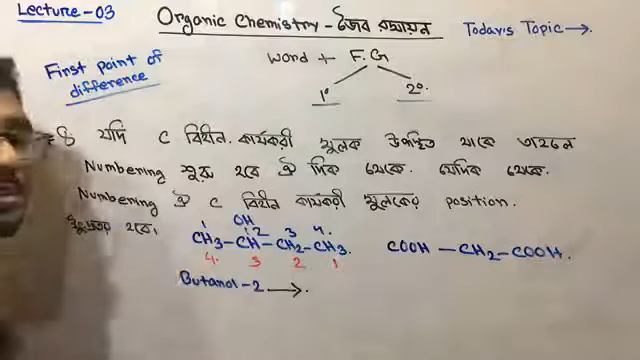 Lecture-03
Organic Chemistry - জৈব রসায়ন
Today's Topic →.
First point of difference
Word + F.G
1° 2°.
যদি C বিহীন কার্যকরী মূলক উপস্থিত থাকে তাহলে
Numbering শুরু হবে ঐ দিক থেকে. যেদিক থেকে.
Numbering ঐ C বিহীন কার্যকরী মূলকের position.
ক্ষুদ্রতর হবে।
1 OH 2 3 4.
CH3-CH-CH2-CH3. COOH -CH2-COOH.
4. 3 2 1
Butanol-2 →.